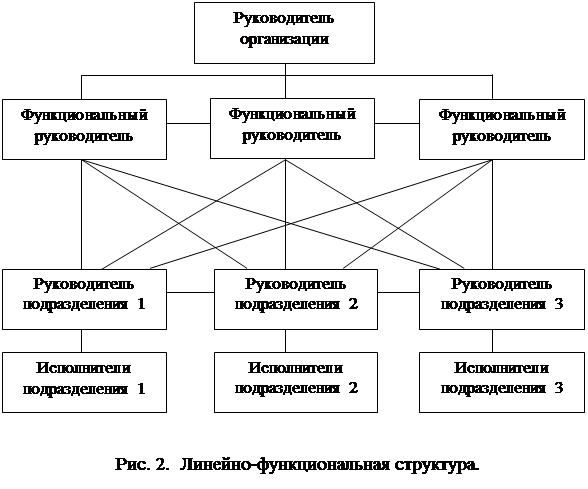 Руководитель
организации
Функциональный
руководитель
Функциональный
руководитель
Функциональный
руководитель
Руководитель
подразделения 1
Руководитель
подразделения 2
Руководитель
подразделения 3
Исполнители
подразделения 1
Исполнители
подразделения 2
Исполнители
подразделения 3
Рис. 2. Линейно-функциональная структура.